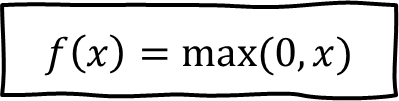 f(x) = max(0, x)